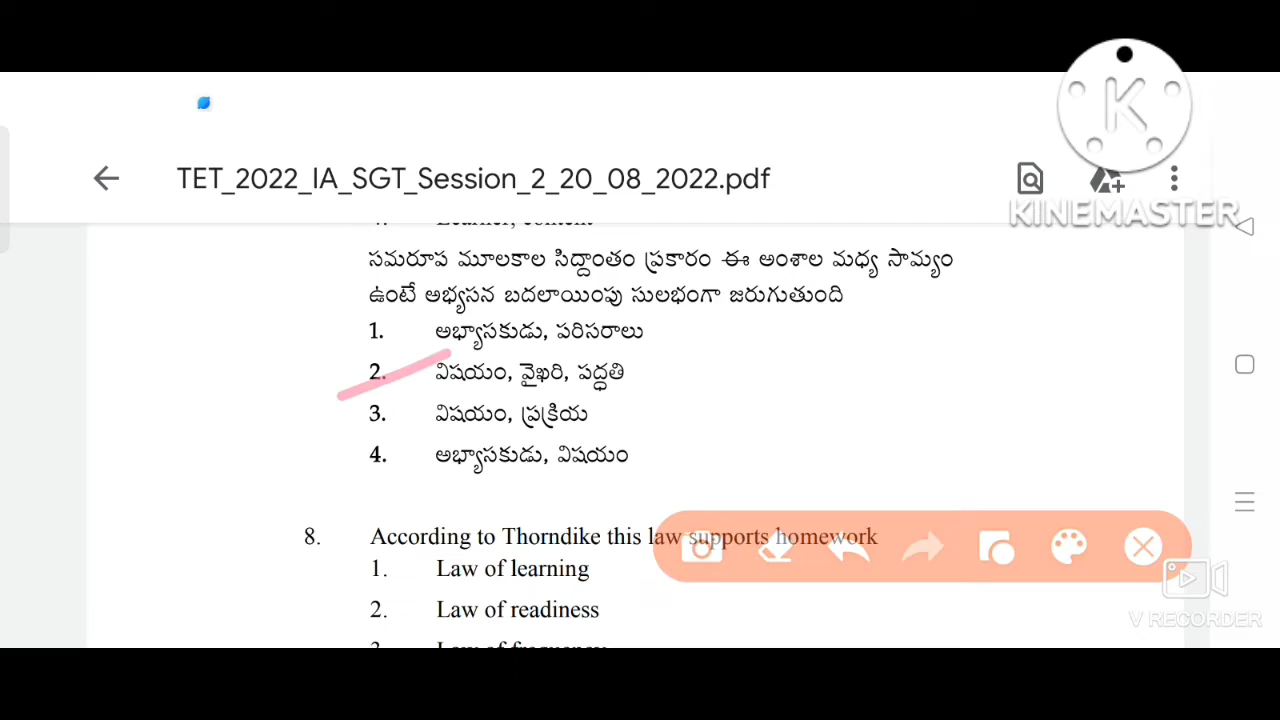 TET_2022_IA_SGT_Session_2_20_08_2022.pdf
KINEMASTER
సమరూప మూలకాల సిద్ధాంతం ప్రకారం ఈ అంశాల మధ్య సామ్యం
ఉంటే అభ్యసన బదలాయింపు సులభంగా జరుగుతుంది
1. అభ్యాసకుడు, పరిసరాలు
2. విషయం, వైఖరి, పద్ధతి
3. విషయం, ప్రక్రియ
4. అభ్యాసకుడు, విషయం
8. According to Thorndike this law supports homework
1. Law of learning
2. Law of readiness
V RECORDER